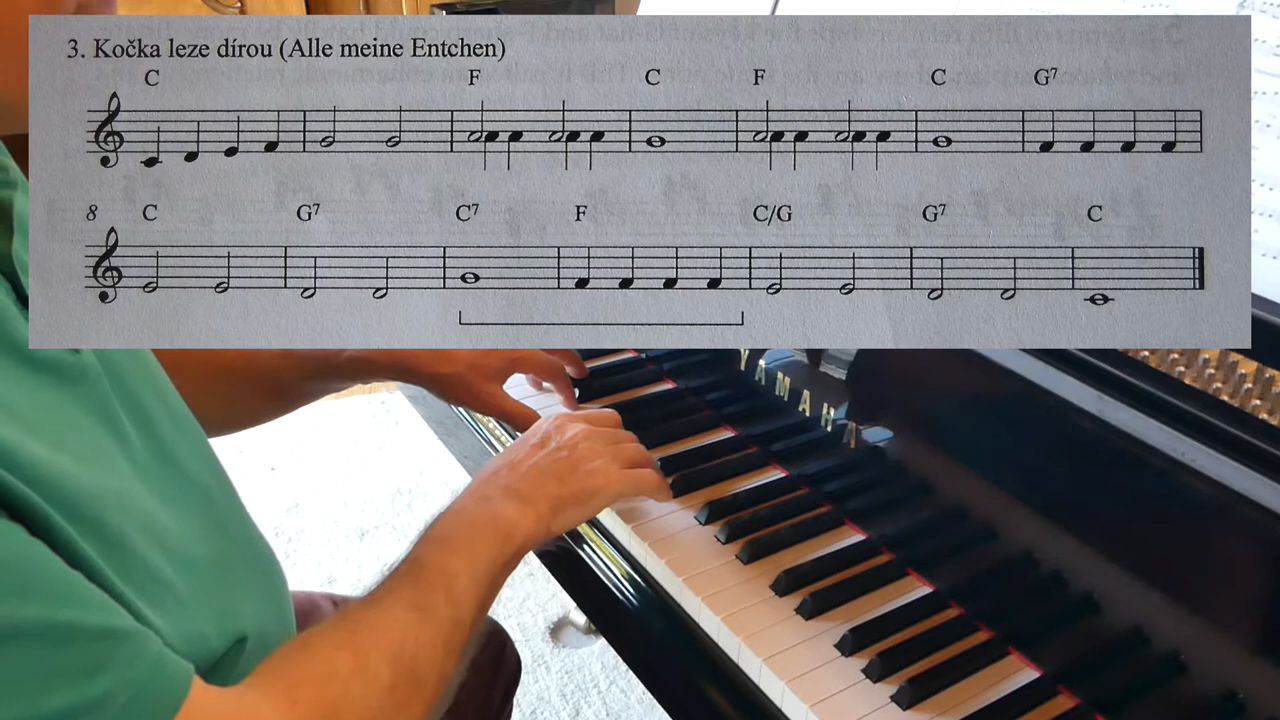 3. Kočka leze dírou (Alle meine Entchen)
C F C F C G⁷
8 C G⁷ C⁷ F C/G G⁷ C
YAMAHA